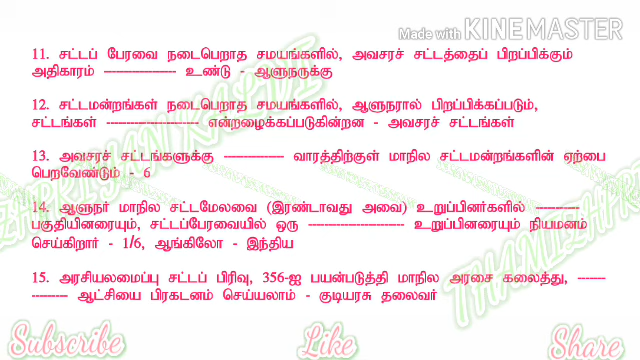 Made with KINEMASTER
11. சட்டப் பேரவை நடைபெறாத சமயங்களில், அவசரச் சட்டத்தைப் பிறப்பிக்கும்
அதிகாரம் ------------------ உண்டு - ஆளுநருக்கு
12. சட்டமன்றங்கள் நடைபெறாத சமயங்களில், ஆளுநரால் பிறப்பிக்கப்படும்,
சட்டங்கள் ----------------------- என்றழைக்கப்படுகின்றன - அவசரச் சட்டங்கள்
13. அவசரச் சட்டங்களுக்கு --------------- வாரத்திற்குள் மாநில சட்டமன்றங்களின் ஏற்பை
பெறவேண்டும் - 6
14. ஆளுநர் மாநில சட்டமேலவை (இரண்டாவது அவை) உறுப்பினர்களில் -----------
பகுதியினரையும், சட்டப்பேரவையில் ஒரு ------------------------ உறுப்பினரையும் நியமனம்
செய்கிறார் - 1/6, ஆங்கிலோ - இந்திய
15. அரசியலமைப்பு சட்டப் பிரிவு, 356-ஐ பயன்படுத்தி மாநில அரசை கலைத்து, -------
--------- ஆட்சியை பிரகடனம் செய்யலாம் - குடியரசு தலைவர்
Subscribe Like Share